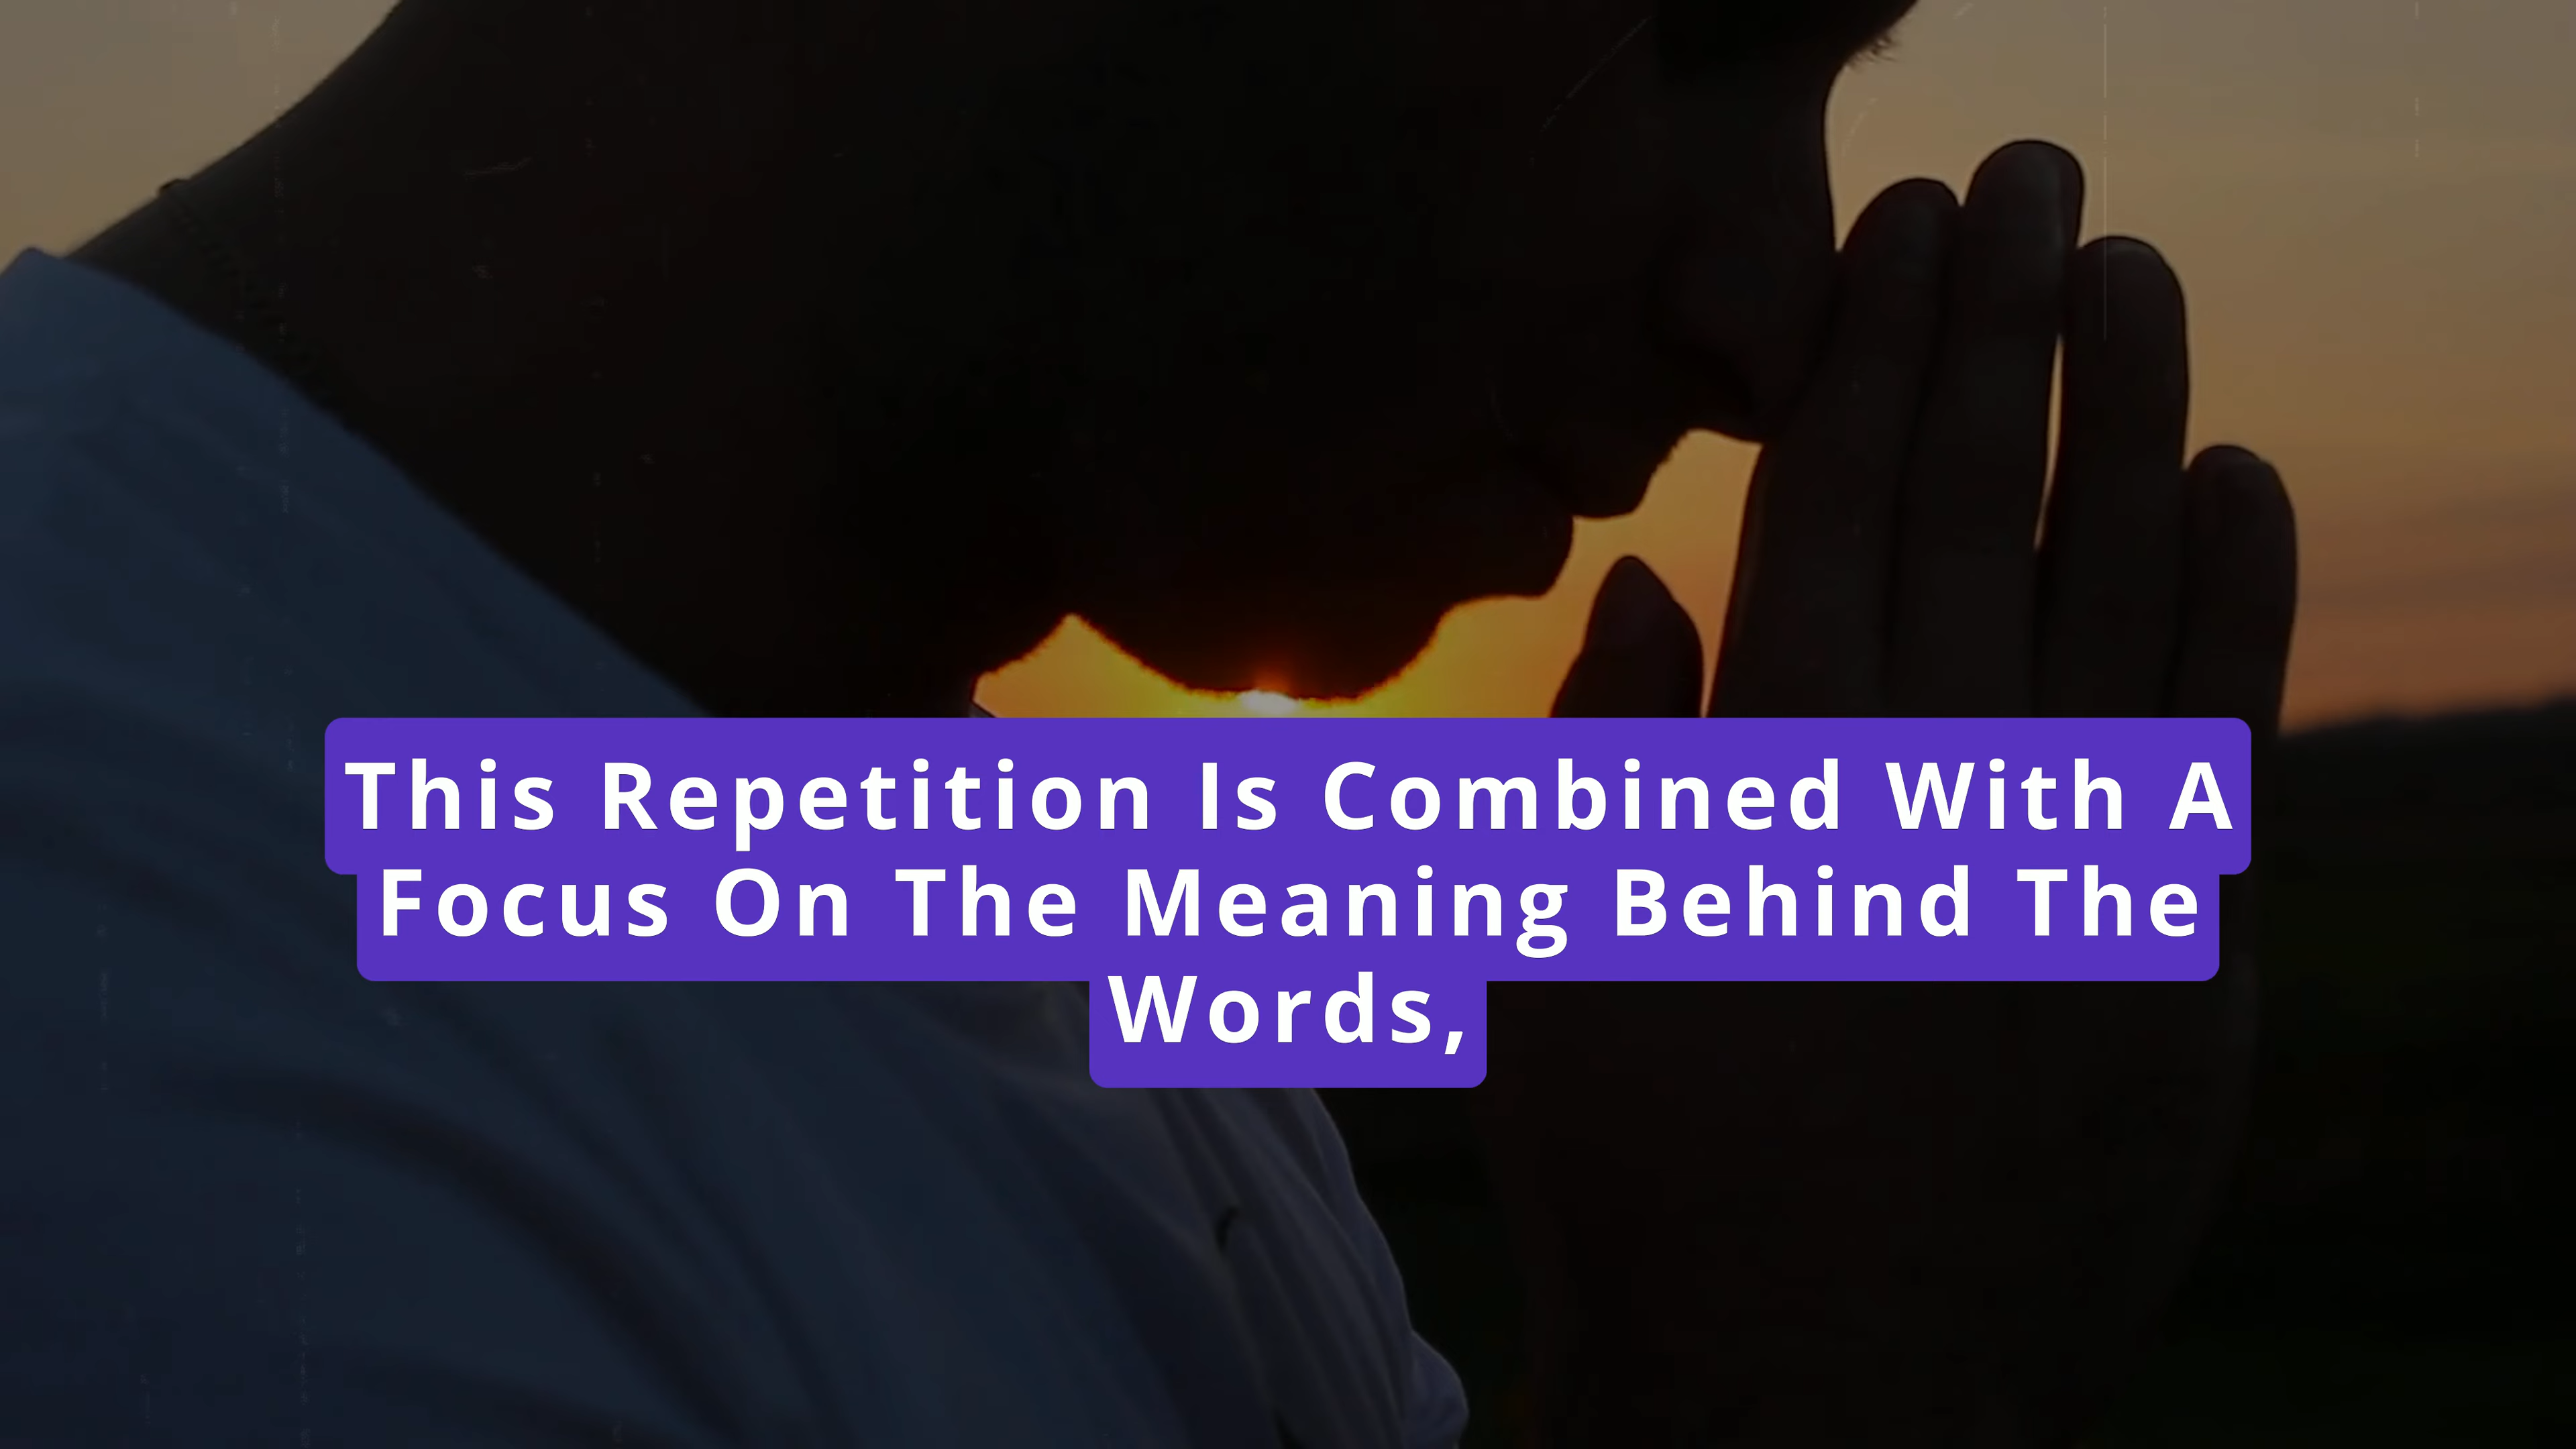 This Repetition Is Combined With A
Focus On The Meaning Behind The
Words,